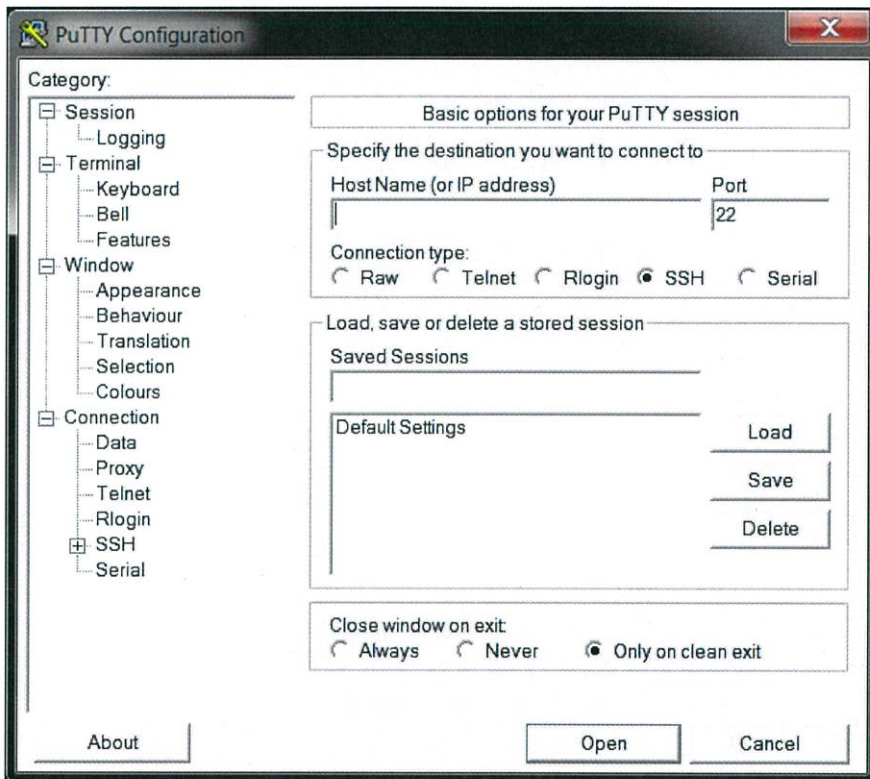 PuTTY Configuration
X
Category:
Session
Logging
Terminal
Keyboard
Bell
Features
Window
Appearance
Behaviour
Translation
Selection
Colours
Connection
Data
Proxy
Telnet
Rlogin
SSH
Serial
Basic options for your PuTTY session
Specify the destination you want to connect to
Host Name (or IP address) Port
22
Connection type:
Raw Telnet Rlogin SSH Serial
Load, save or delete a stored session
Saved Sessions
Default Settings
Load
Save
Delete
Close window on exit:
Always Never Only on clean exit
About Open Cancel